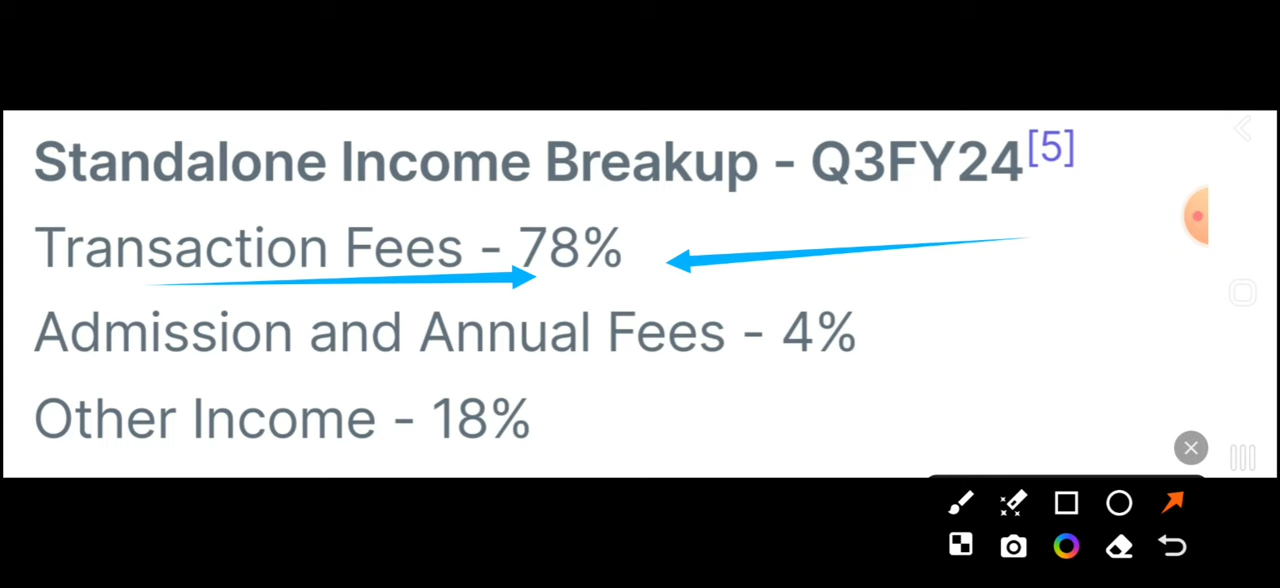 Standalone Income Breakup - Q3FY24[5]
Transaction Fees - 78%
Admission and Annual Fees - 4%
Other Income - 18%